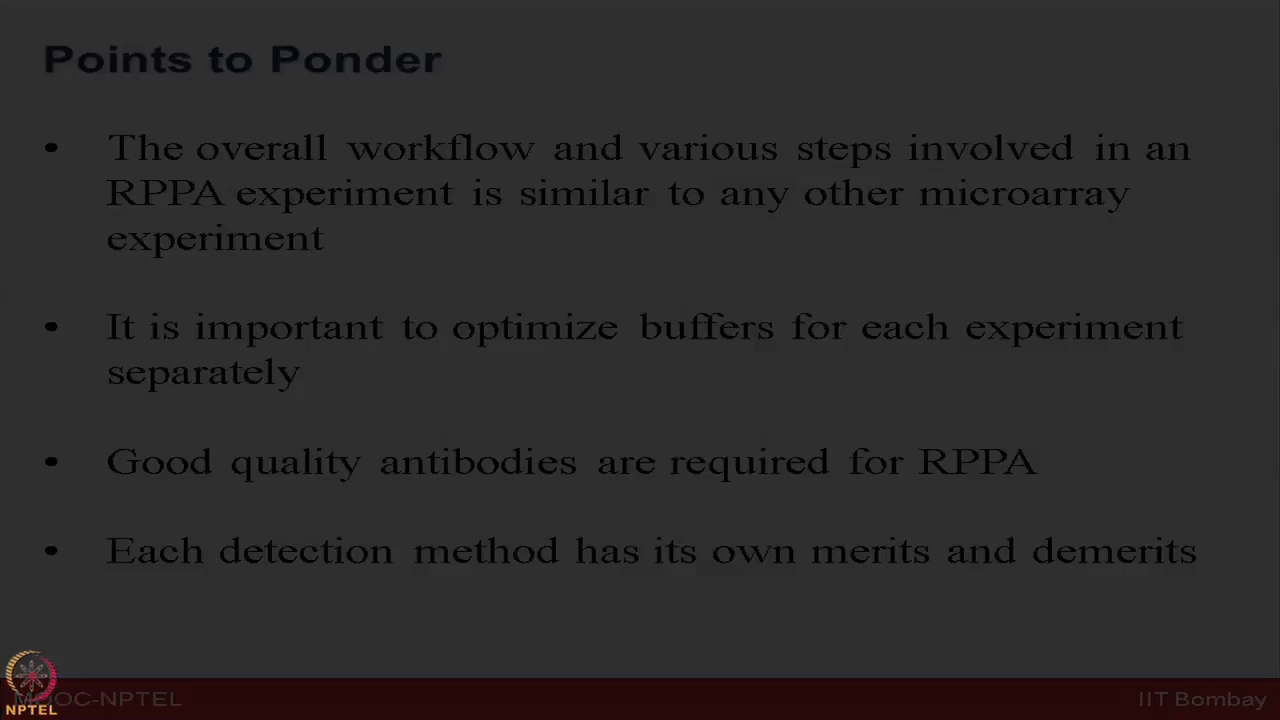 Points to Ponder
• The overall workflow and various steps involved in an
RPPA experiment is similar to any other microarray
experiment
• It is important to optimize buffers for each experiment
separately
• Good quality antibodies are required for RPPA
• Each detection method has its own merits and demerits
MOOC-NPTEL
NPTEL
IIT Bombay